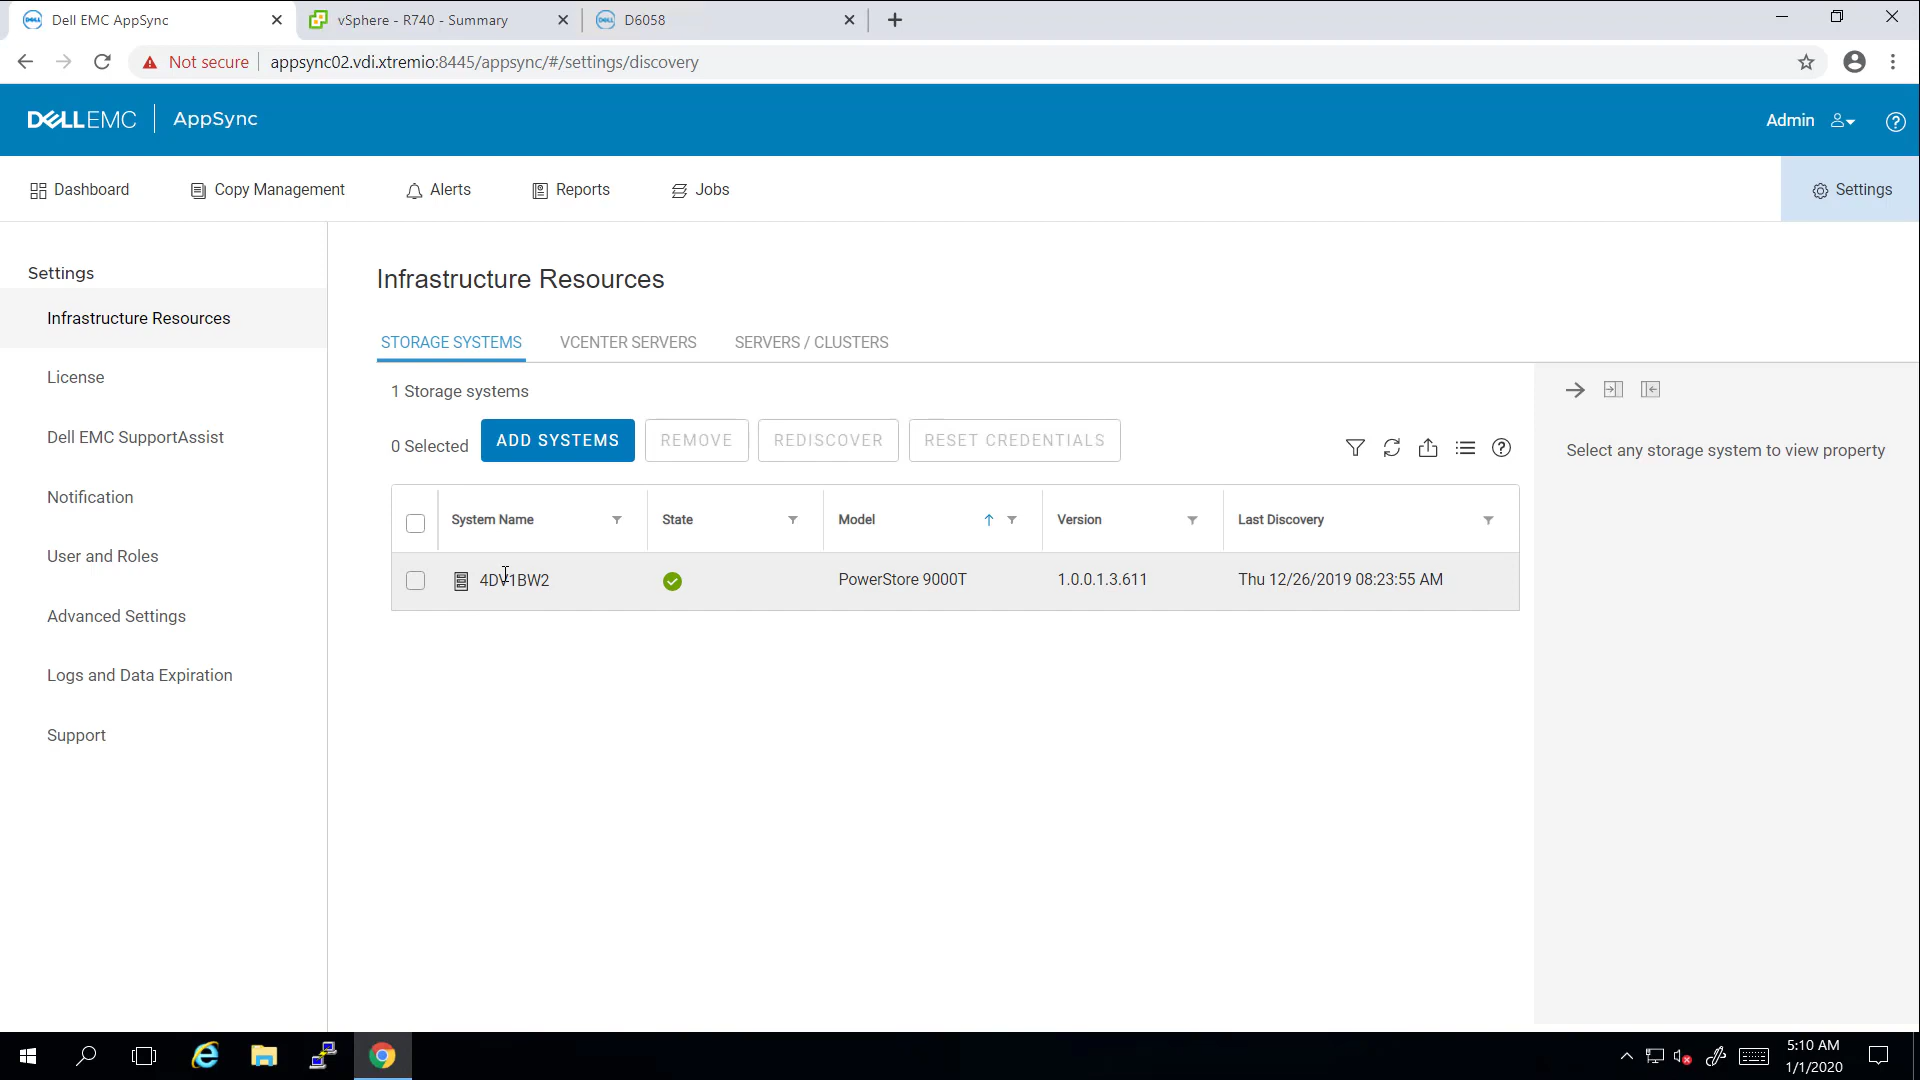 Dell EMC AppSync
vSphere - R740 - Summary
D6058
Not secure
appsync02.vdi.xtremio:8445/appsync/#/settings/discovery
DELLEMC
AppSync
Admin
Dashboard
Copy Management
Alerts
Reports
Jobs
Settings
Settings
Infrastructure Resources
License
Dell EMC SupportAssist
Notification
User and Roles
Advanced Settings
Logs and Data Expiration
Support
Infrastructure Resources
STORAGE SYSTEMS
VCENTER SERVERS
SERVERS / CLUSTERS
1 Storage systems
0 Selected
ADD SYSTEMS
REMOVE
REDISCOVER
RESET CREDENTIALS
System Name
State
Model
Version
Last Discovery
4DV1BW2
PowerStore 9000T
1.0.0.1.3.611
Thu 12/26/2019 08:23:55 AM
Select any storage system to view property
5:10 AM
1/1/2020